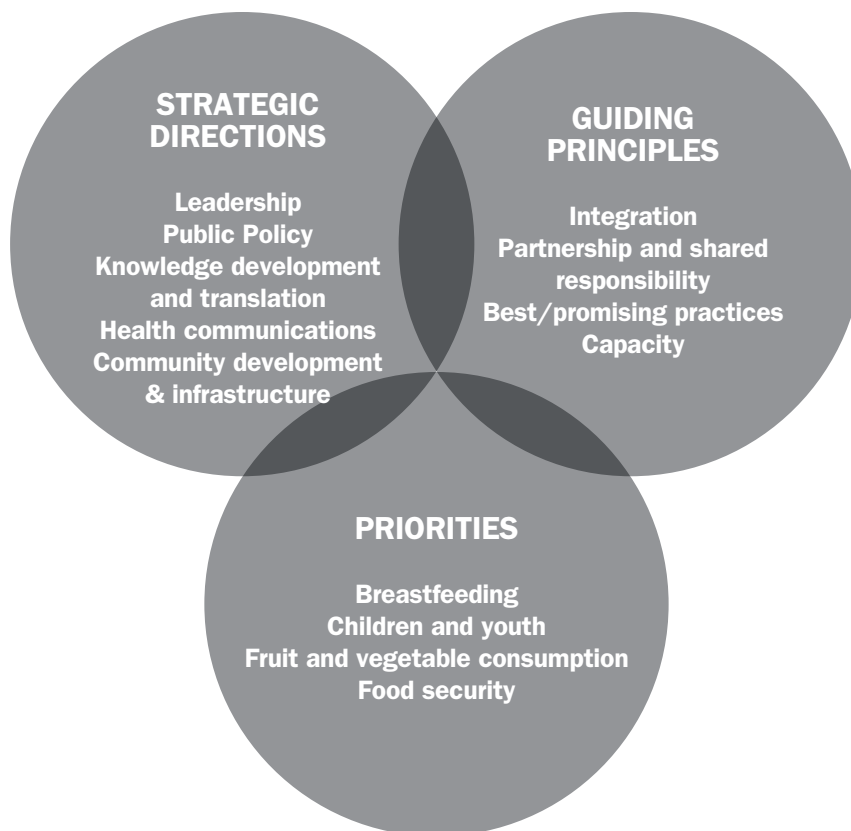 STRATEGIC
DIRECTIONS
Leadership
Public Policy
Knowledge development
and translation
Health communications
Community development
& infrastructure
GUIDING
PRINCIPLES
Integration
Partnership and shared
responsibility
Best/promising practices
Capacity
PRIORITIES
Breastfeeding
Children and youth
Fruit and vegetable consumption
Food security